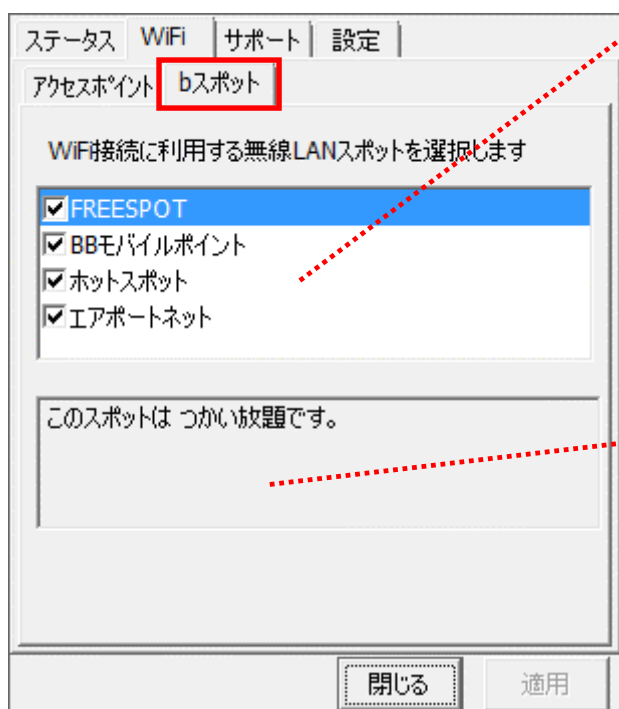 ステータス WiFi サポート 設定
アクセスポイント bスポット
WiFi接続に利用する無線LANスポットを選択します
FREESPOT
BBモバイルポイント
ホットスポット
エアポートネット
このスポットは つかい放題です。
閉じる 適用